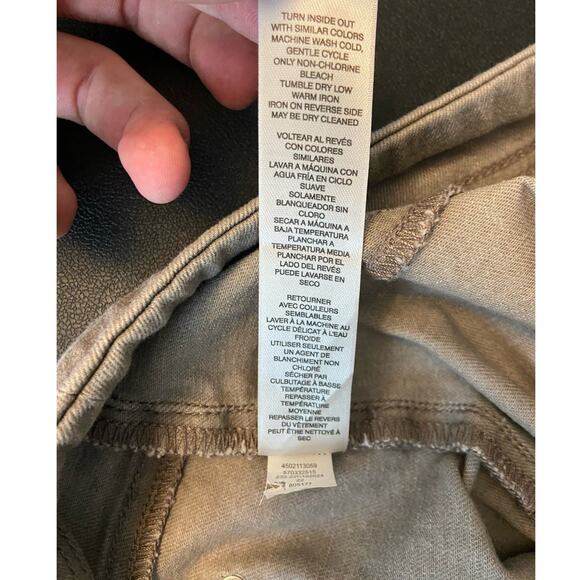 TURN INSIDE OUT
WITH SIMILAR COLORS
MACHINE WASH COLD,
GENTLE CYCLE
ONLY NON-CHLORINE
BLEACH
TUMBLE DRY LOW
WARM IRON
IRON ON REVERSE SIDE
MAY BE DRY CLEANED
VOLTEAR AL REVÉS
CON COLORES
SIMILARES
LAVAR A MÁQUINA CON
AGUA FRÍA EN CICLO
SUAVE
SOLAMENTE
BLANQUEADOR SIN
CLORO
SECAR A MÁQUINA A
BAJA TEMPERATURA
PLANCHAR A
TEMPERATURA MEDIA
PLANCHAR POR EL
LADO DEL REVÉS
PUEDE LAVARSE EN
SECO
RETOURNER
AVEC COULEURS
SEMBLABLES
LAVER À LA MACHINE AU
CYCLE DÉLICAT À L'EAU
FROIDE
UTILISER SEULEMENT
UN AGENT DE
BLANCHIMENT NON
CHLORÉ
SÉCHER PAR
CULBUTAGE À BASSE
TEMPÉRATURE
REPASSER À
TEMPÉRATURE
MOYENNE
REPASSER LE REVERS
DU VÊTEMENT
PEUT ÊTRE NETTOYÉ À
SEC
4502113059
570332515
22
805177